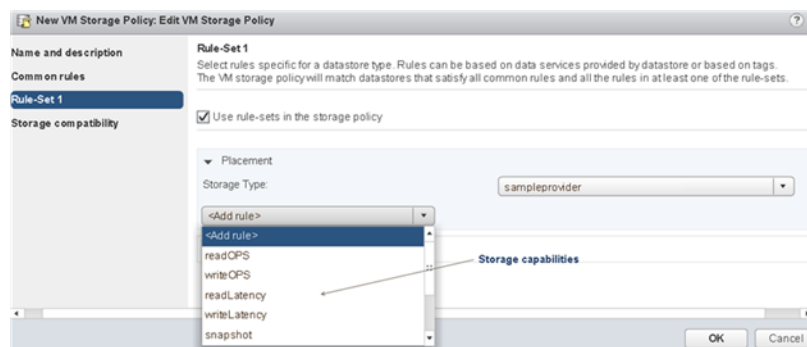 New VM Storage Policy: Edit VM Storage Policy
?
Name and description
Common rules
Rule-Set 1
Storage compatibility
Rule-Set 1
Select rules specific for a datastore type. Rules can be based on data services provided by datastore or based on tags.
The VM storage policy will match datastores that satisfy all common rules and all the rules in at least one of the rule-sets.
Use rule-sets in the storage policy
Placement
Storage Type:
sampleprovider
<Add rule>
<Add rule>
readOPS
writeOPS
readLatency
writeLatency
snapshot
Storage capabilities
OK
Cancel